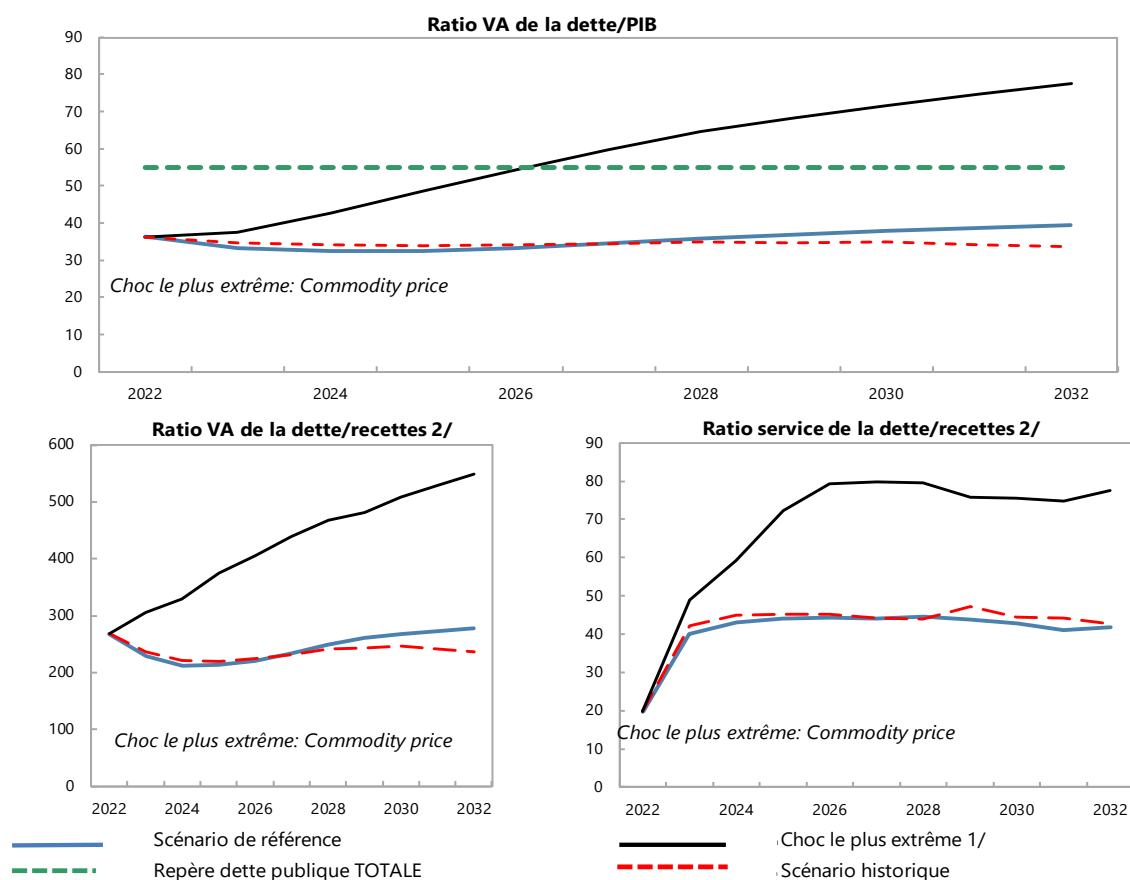 Ratio VA de la dette/PIB
90
80
70
60
50
40
30
20
10
0
Choc le plus extrême: Commodity price
2022 2024 2026 2028 2030 2032
Ratio VA de la dette/recettes 2/
600
500
400
300
200
100
0
Choc le plus extrême: Commodity price
2022 2024 2026 2028 2030 2032
Ratio service de la dette/recettes 2/
90
80
70
60
50
40
30
20
10
0
Choc le plus extrême: Commodity price
2022 2024 2026 2028 2030 2032
Scénario de référence
Choc le plus extrême 1/
Repère dette publique TOTALE
Scénario historique